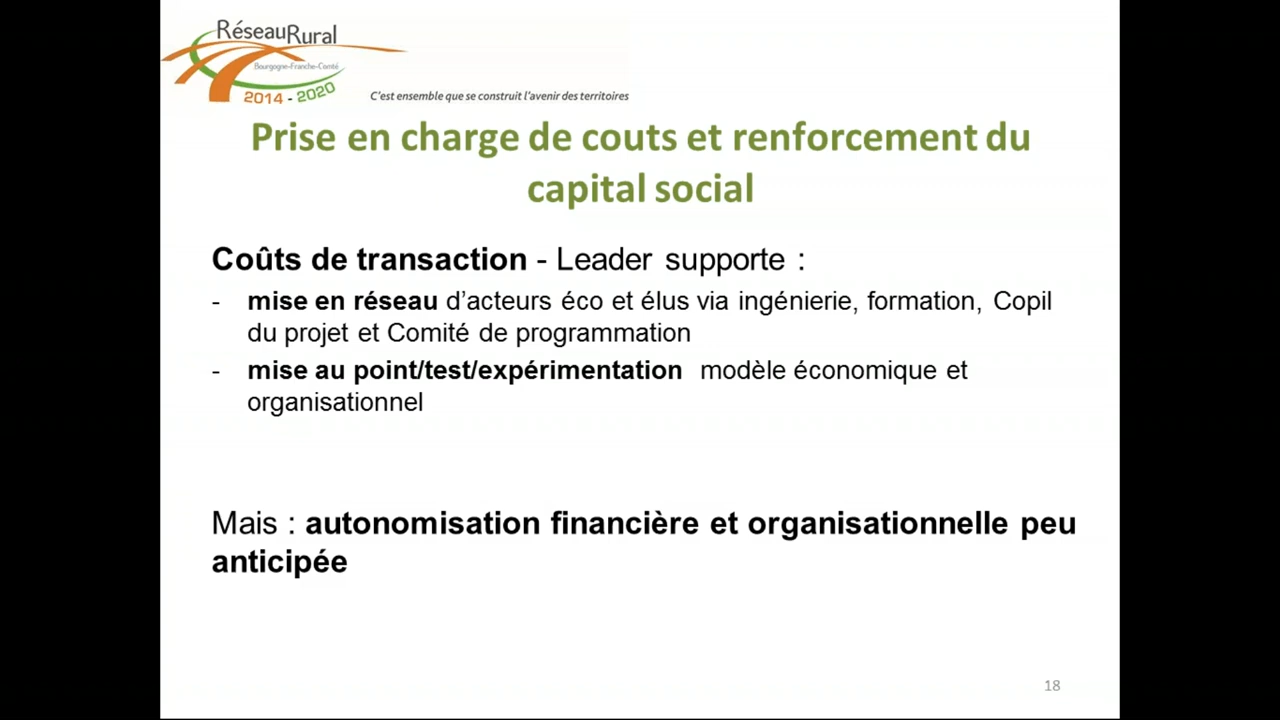 RéseauRural
Bourgogne-Franche-Comté
2014 - 2020
C'est ensemble que se construit l'avenir des territoires
Prise en charge de couts et renforcement du
capital social
Coûts de transaction - Leader supporte :
- mise en réseau d’acteurs éco et élus via ingénierie, formation, Copil
du projet et Comité de programmation
- mise au point/test/expérimentation modèle économique et
organisationnel
Mais : autonomisation financière et organisationnelle peu
anticipée
18